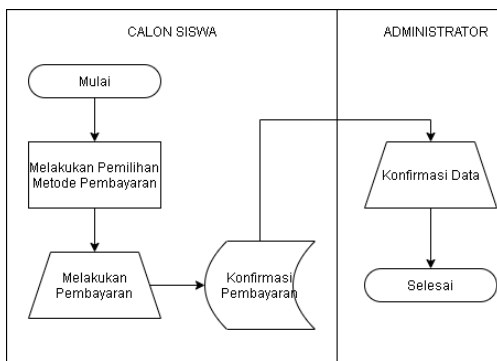 CALON SISWA
ADMINISTRATOR
Mulai
Melakukan Pemilihan
Metode Pembayaran
Melakukan
Pembayaran
Konfirmasi
Pembayaran
Konfirmasi Data
Selesai